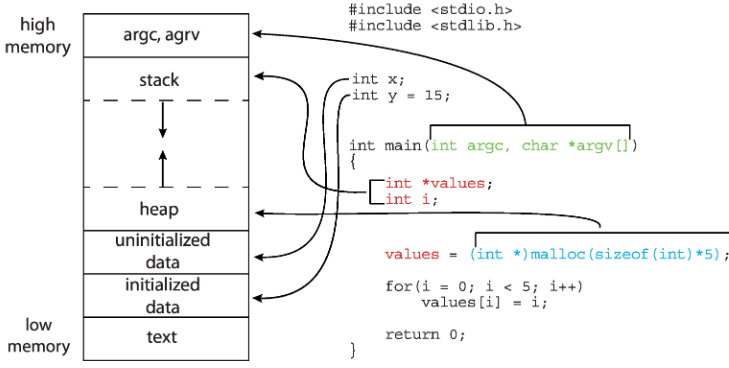 high
memory
argc, agrv
stack
heap
uninitialized
data
initialized
data
low
memory
text
#include <stdio.h>
#include <stdlib.h>
int x;
int y = 15;
int main(int argc, char *argv[])
{
int *values;
int i;
values = (int *)malloc(sizeof(int)*5);
for(i = 0; i < 5; i++)
values[i] = i;
return 0;
}